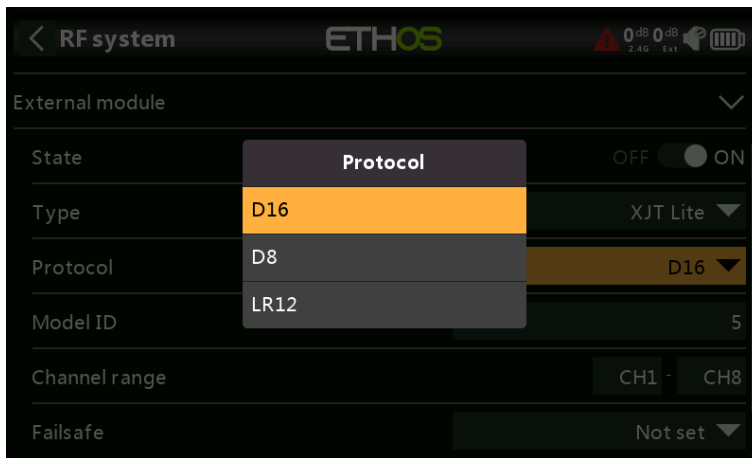 RF system ETHOS 0dB 0dB
2.4G Ext
External module
State OFF ON
Protocol
D16
D8
LR12
Type XJT Lite
Protocol D16
Model ID 5
Channel range CH1 - CH8
Failsafe Not set